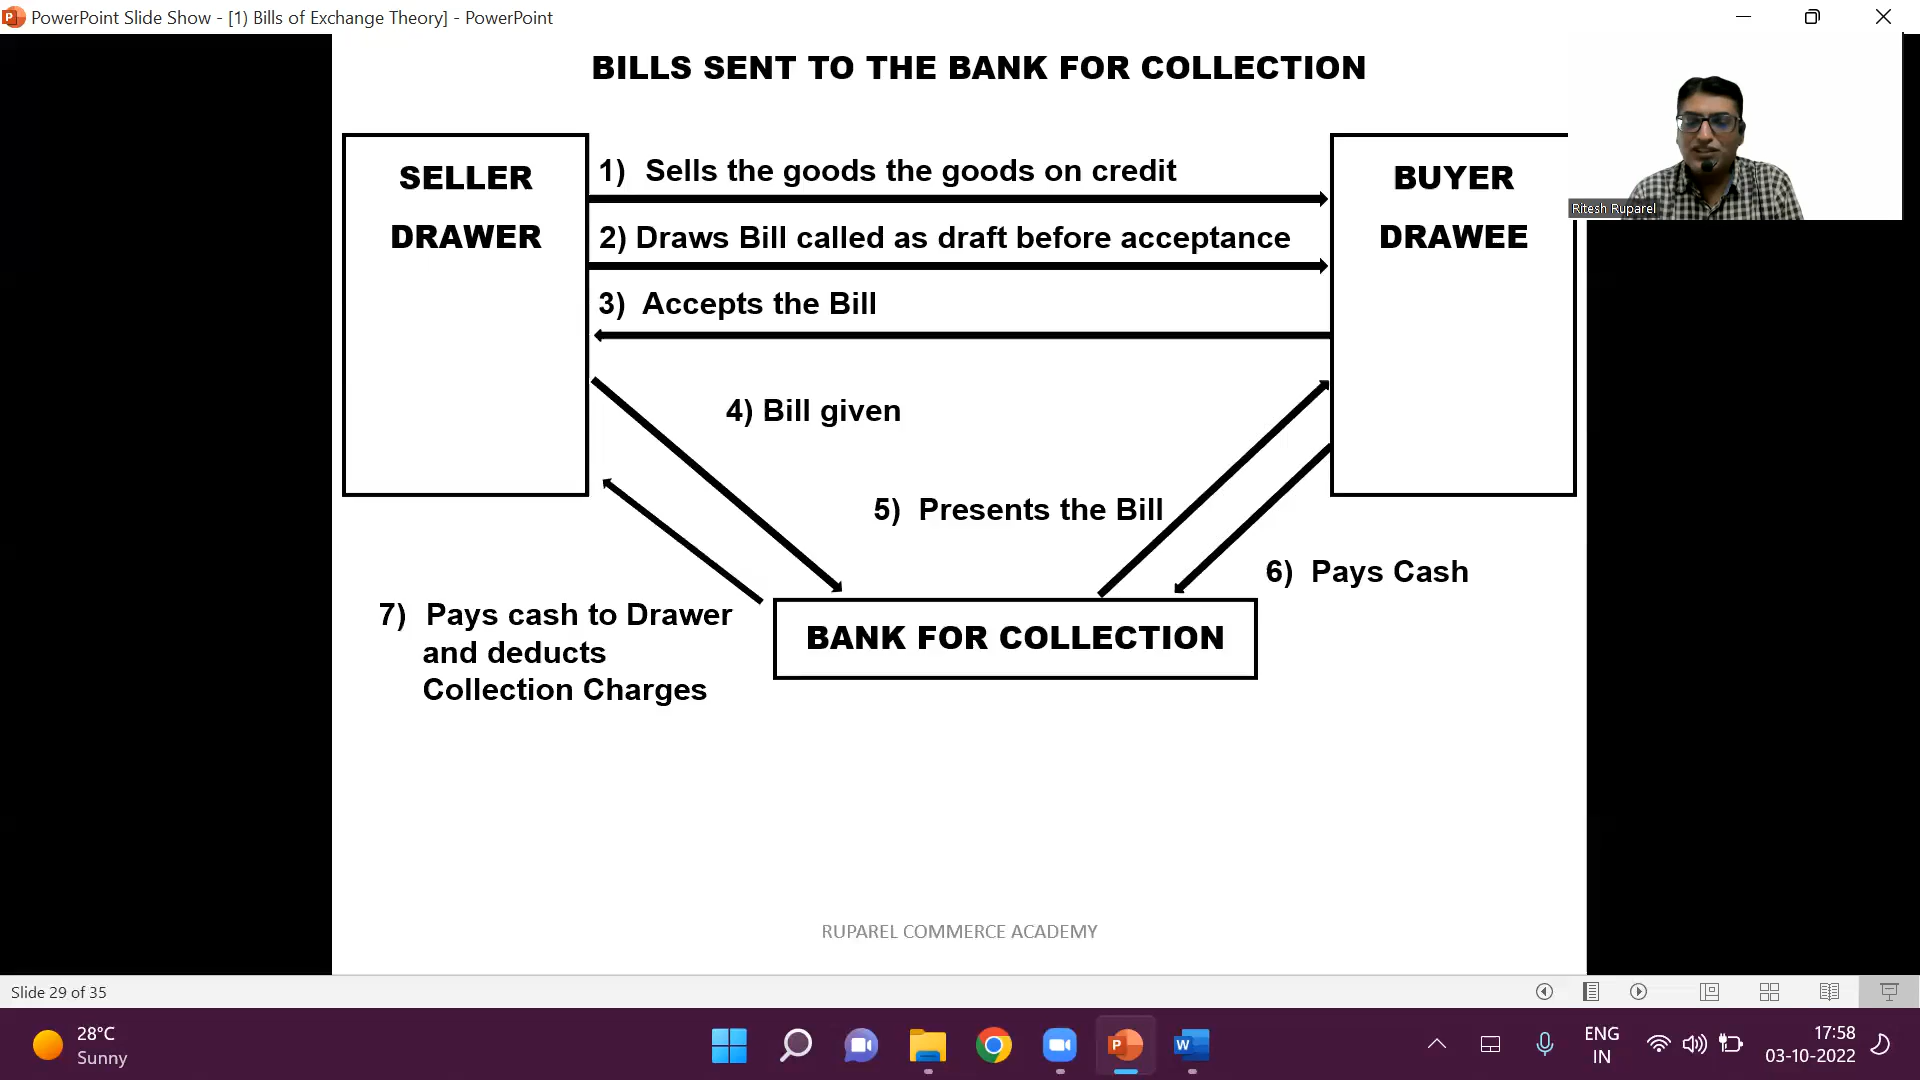 PowerPoint Slide Show - [1) Bills of Exchange Theory] - PowerPoint
BILLS SENT TO THE BANK FOR COLLECTION
SELLER
DRAWER
1) Sells the goods the goods on credit
2) Draws Bill called as draft before acceptance
3) Accepts the Bill
BUYER
DRAWEE
Ritesh Ruparel
4) Bill given
5) Presents the Bill
6) Pays Cash
7) Pays cash to Drawer
and deducts
Collection Charges
BANK FOR COLLECTION
RUPAREL COMMERCE ACADEMY
Slide 29 of 35
28°C
Sunny
ENG
IN
17:58
03-10-2022